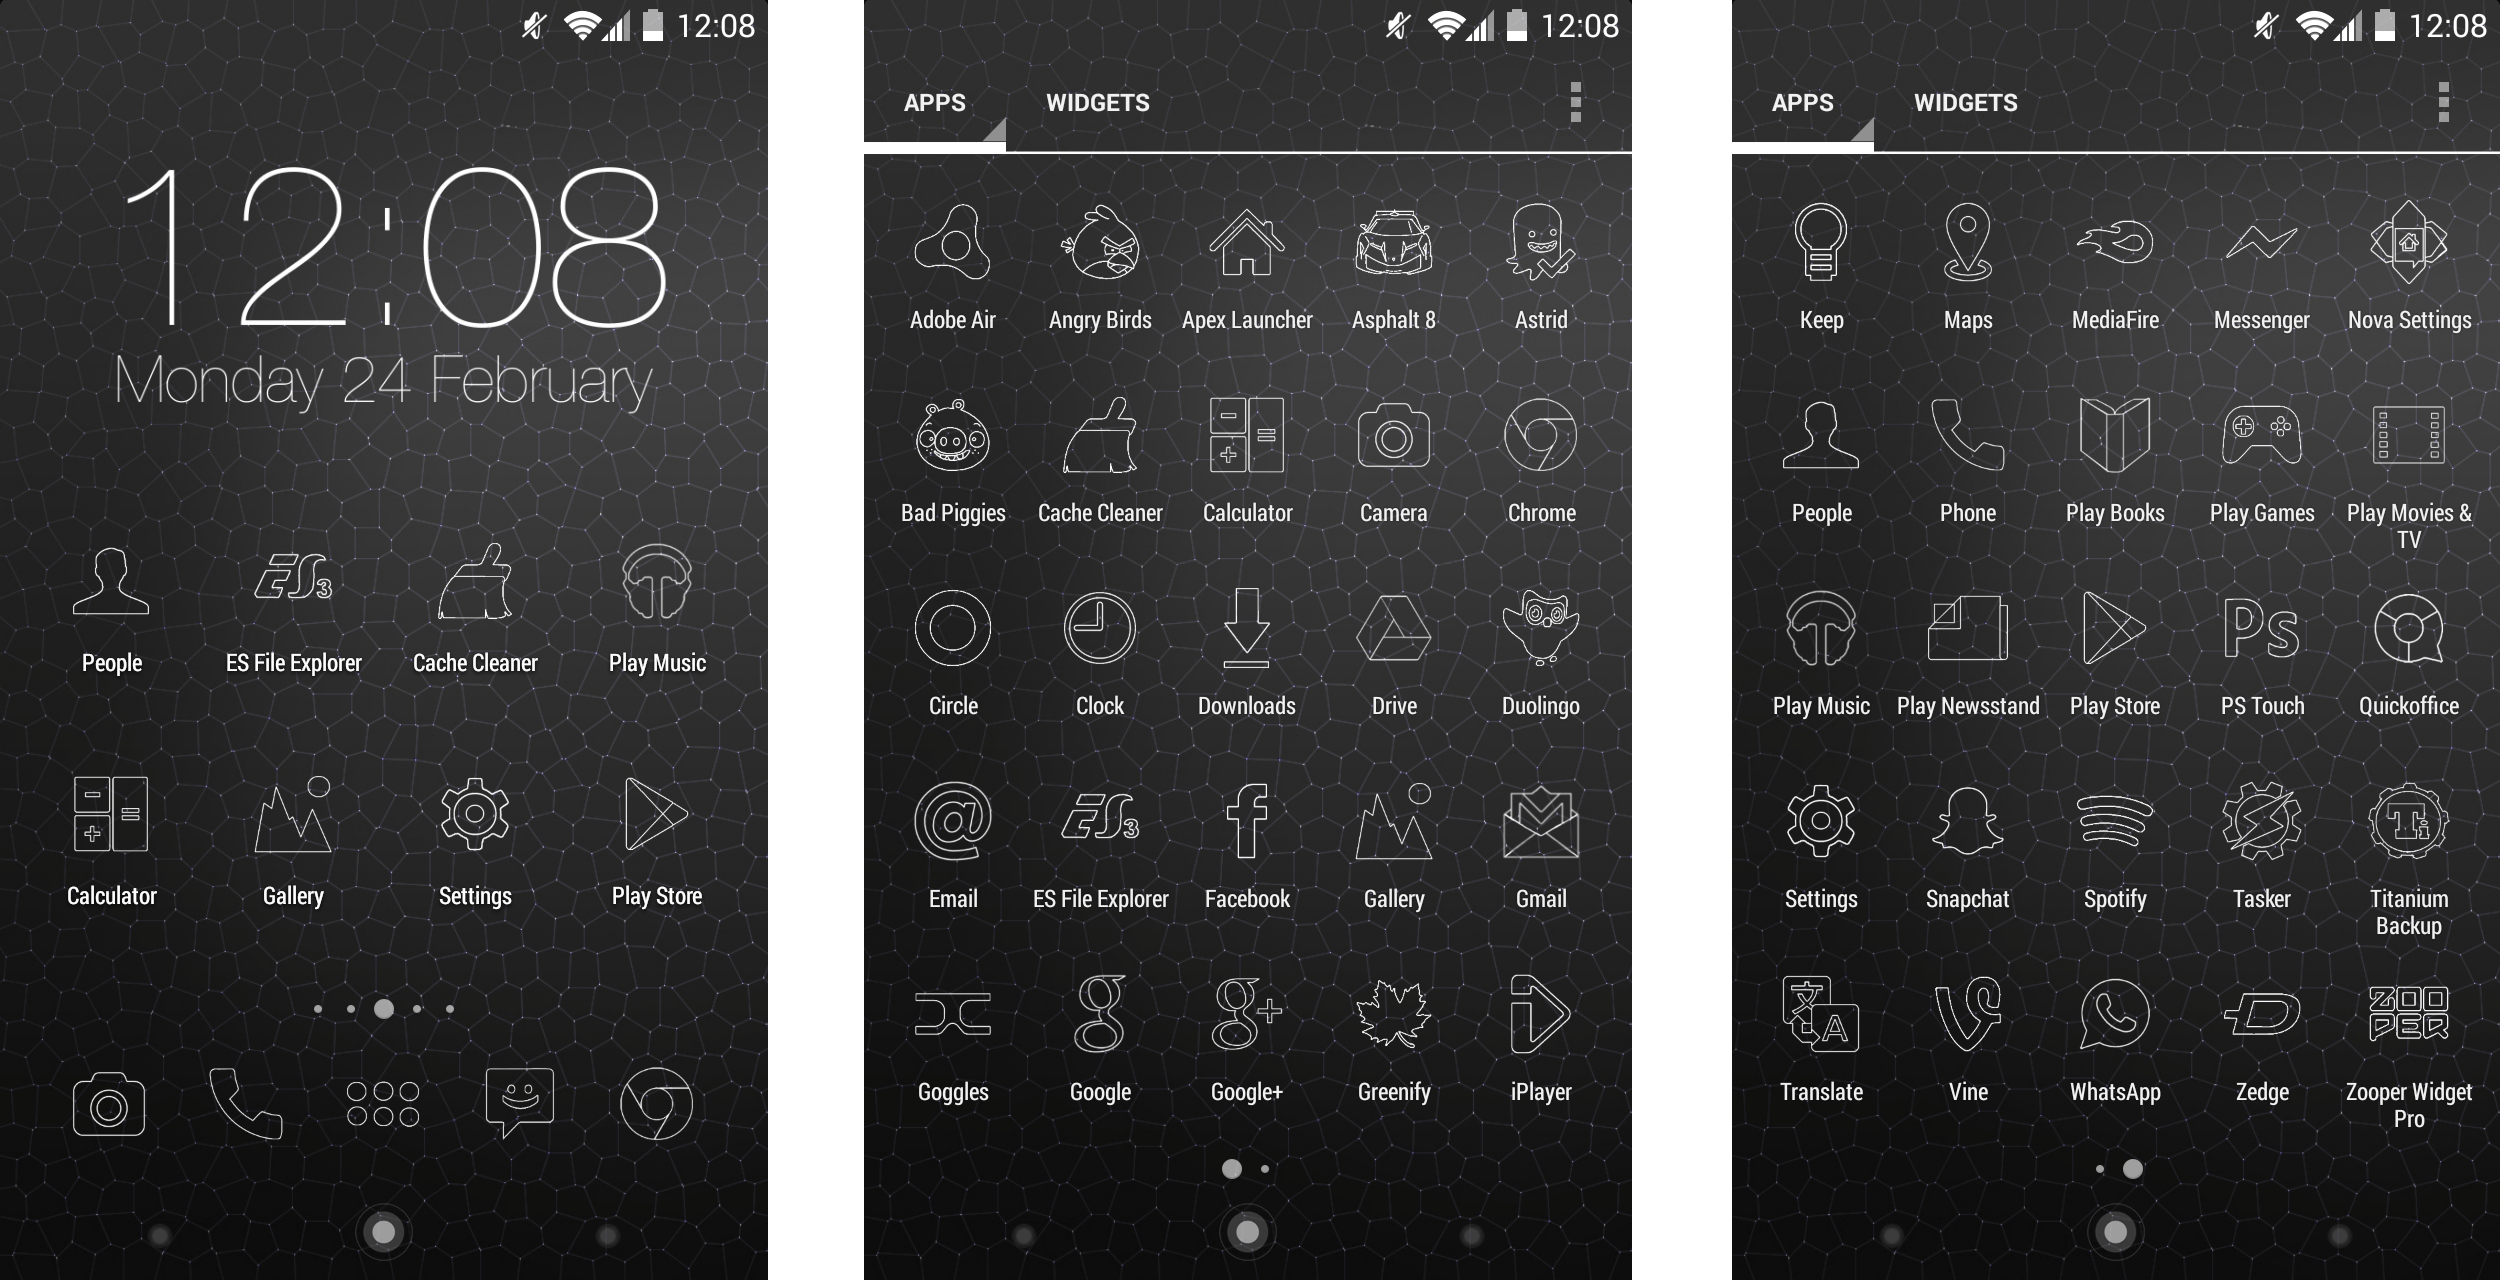 12:08
12:08
Monday 24 February
People ES File Explorer Cache Cleaner Play Music
Calculator Gallery Settings Play Store
12:08
APPS WIDGETS
Adobe Air Angry Birds Apex Launcher Asphalt 8 Astrid
Bad Piggies Cache Cleaner Calculator Camera Chrome
Circle Clock Downloads Drive Duolingo
Email ES File Explorer Facebook Gallery Gmail
Goggles Google Google+ Greenify iPlayer
12:08
APPS WIDGETS
Keep Maps MediaFire Messenger Nova Settings
People Phone Play Books Play Games Play Movies &
TV
Ps
Play Music Play Newsstand Play Store PS Touch Quickoffice
Ti
Settings Snapchat Spotify Tasker Titanium
Backup
ZOO
PER
Translate Vine WhatsApp Zedge Zooper Widget
Pro